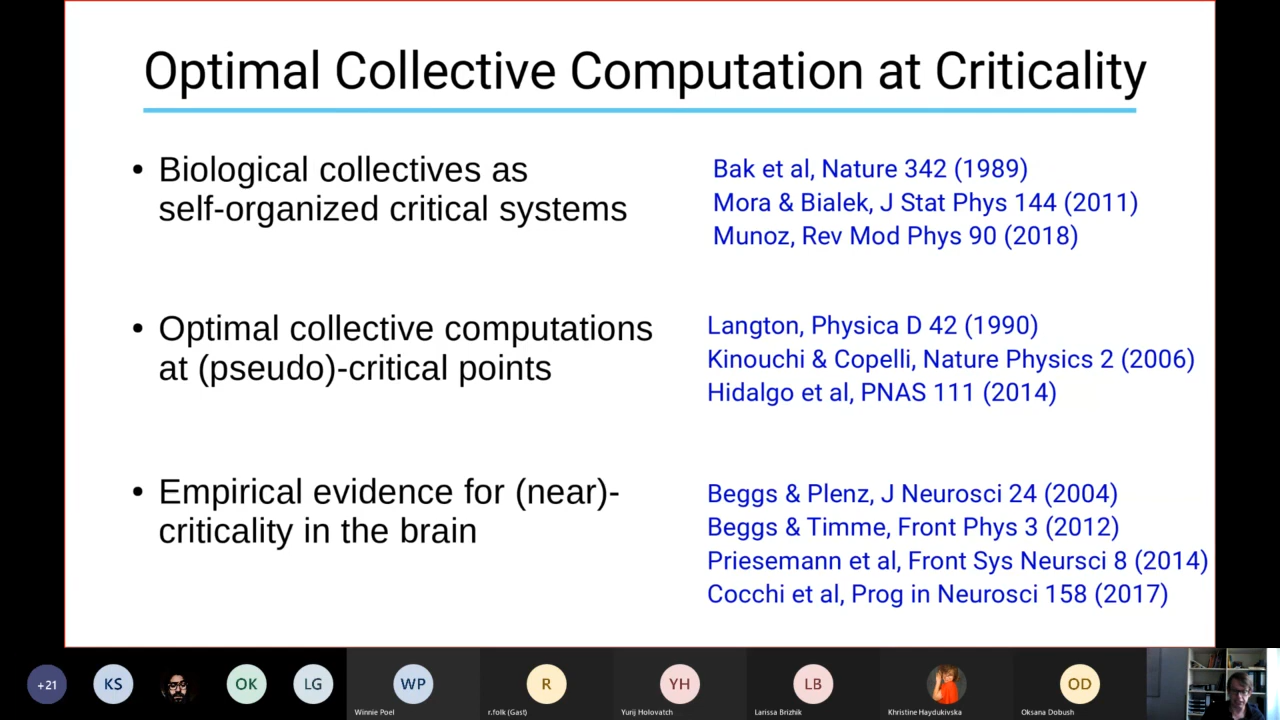 Optimal Collective Computation at Criticality
• Biological collectives as
self-organized critical systems
Bak et al, Nature 342 (1989)
Mora & Bialek, J Stat Phys 144 (2011)
Munoz, Rev Mod Phys 90 (2018)
• Optimal collective computations
at (pseudo)-critical points
Langton, Physica D 42 (1990)
Kinouchi & Copelli, Nature Physics 2 (2006)
Hidalgo et al, PNAS 111 (2014)
• Empirical evidence for (near)-
criticality in the brain
Beggs & Plenz, J Neurosci 24 (2004)
Beggs & Timme, Front Phys 3 (2012)
Priesemann et al, Front Sys Neursci 8 (2014)
Cocchi et al, Prog in Neurosci 158 (2017)
+21
KS
OK
LG
WP
R
YH
LB
OD
Winnie Poel
r.folk (Gast)
Yurij Holovatch
Larissa Brizhik
Khristine Haydukivska
Oksana Dobush